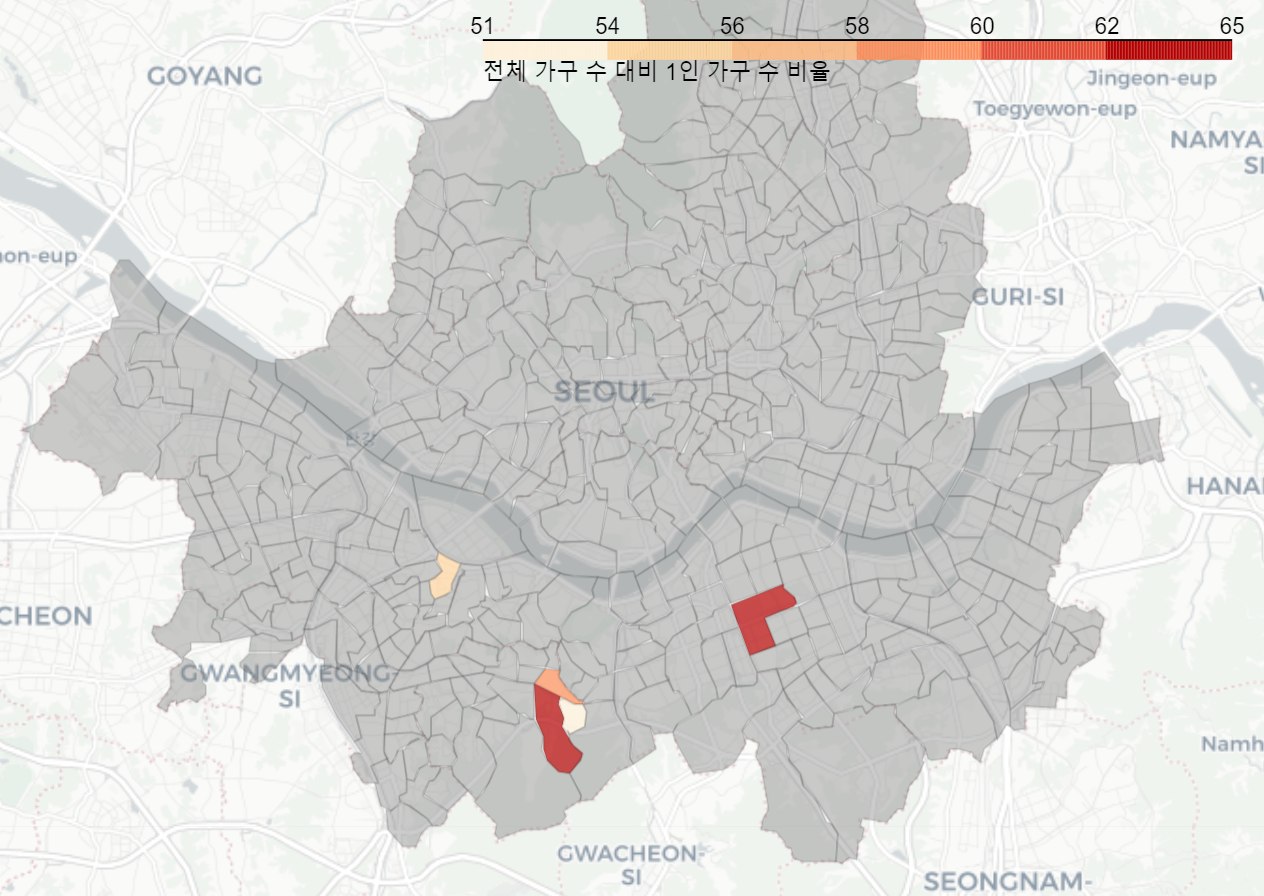 51 54 56 58 60 62 65
전체 가구 수 대비 1인 가구 수 비율
GOYANG
Jingeon-eup
Toegyewon-eup
NAMYA
SI
on-eup
GURI-SI
SEOUL
한강
HANA
CHEON
GWANGMYEONG-
SI
Namh
GWACHEON-
SI
SEONGNAM-